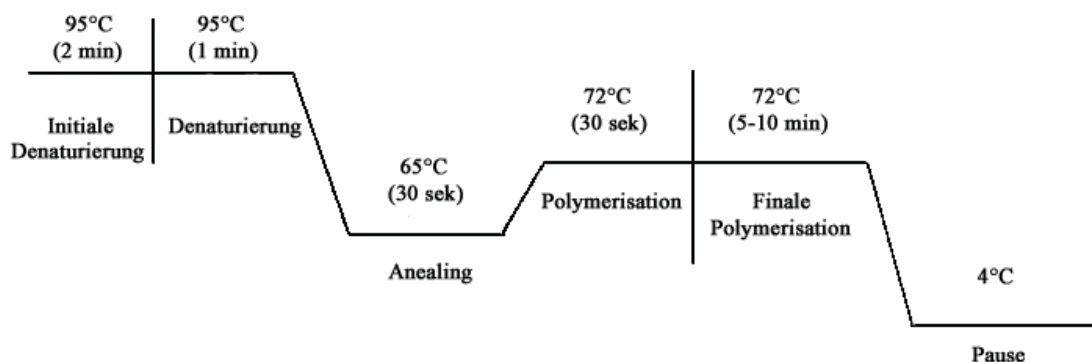 95°C
(2 min)
95°C
(1 min)
Initiale
Denaturierung
Denaturierung
65°C
(30 sek)
Anealing
72°C
(30 sek)
Polymerisation
72°C
(5-10 min)
Finale
Polymerisation
4°C
Pause